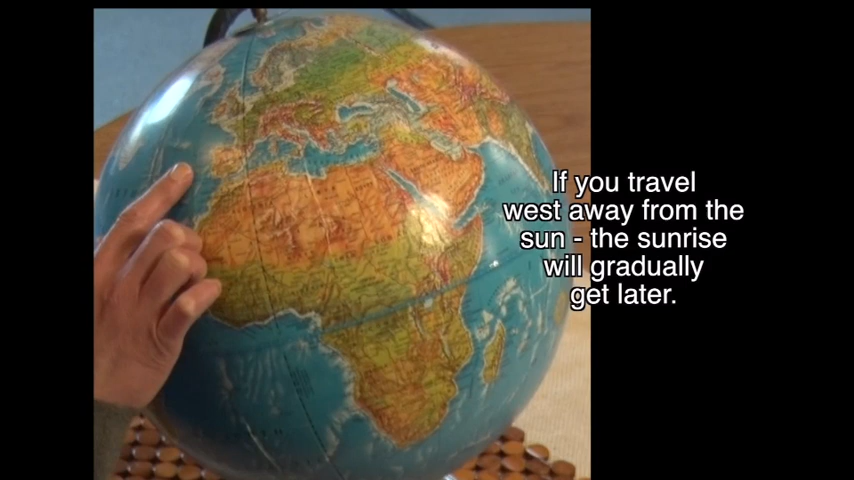 If you travel
west away from the
sun - the sunrise
will gradually
get later.